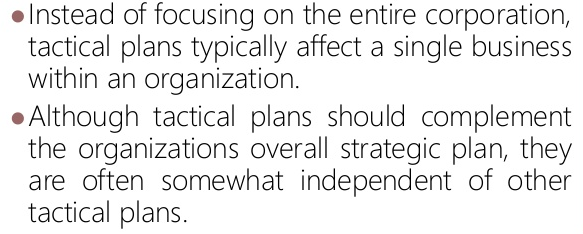 •Instead of focusing on the entire corporation,
tactical plans typically affect a single business
within an organization.
•Although tactical plans should complement
the organizations overall strategic plan, they
are often somewhat independent of other
tactical plans.